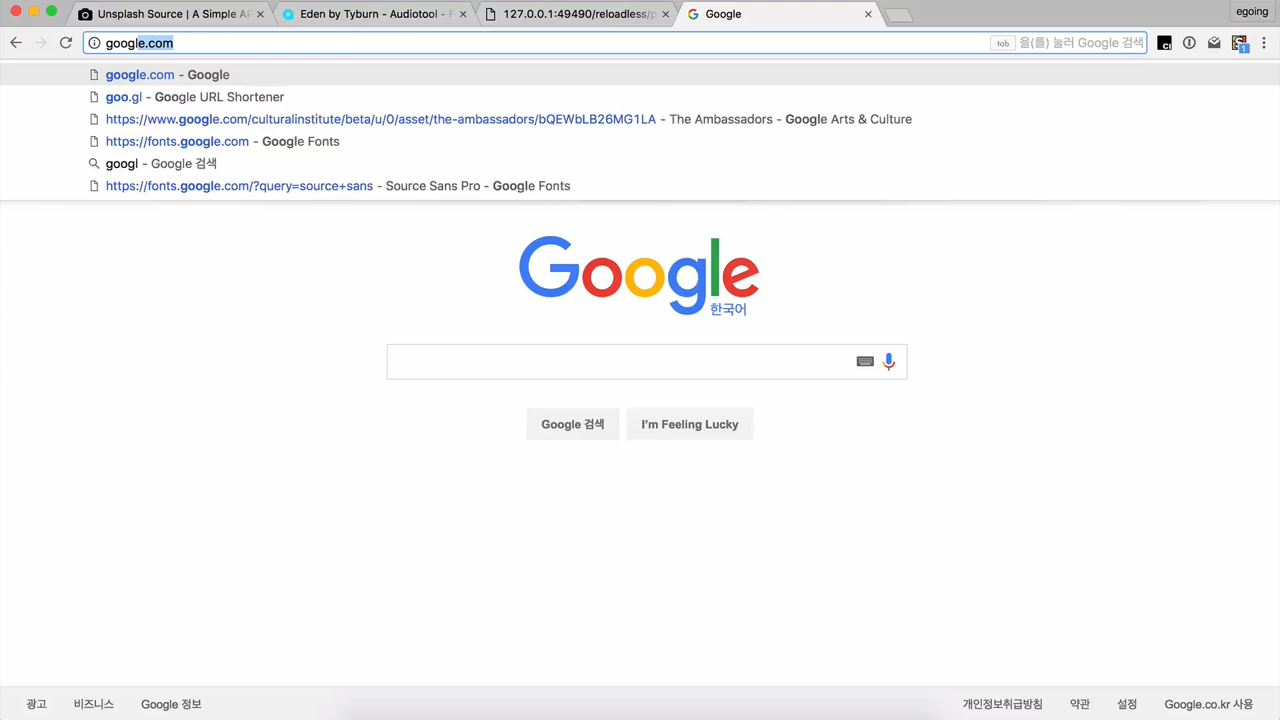 Unsplash Source | A Simple AP
Eden by Tyburn - Audiotool - F
127.0.0.1:49490/reloadless/p
Google
egoing
google.com
tab 을(를) 눌러 Google 검색
google.com - Google
goo.gl - Google URL Shortener
https://www.google.com/culturalinstitute/beta/u/0/asset/the-ambassadors/bQEWbLB26MG1LA - The Ambassadors - Google Arts & Culture
https://fonts.google.com - Google Fonts
googl - Google 검색
https://fonts.google.com/?query=source+sans - Source Sans Pro - Google Fonts
Google
한국어
Google 검색
I'm Feeling Lucky
광고 비즈니스 Google 정보 개인정보취급방침 약관 설정 Google.co.kr 사용